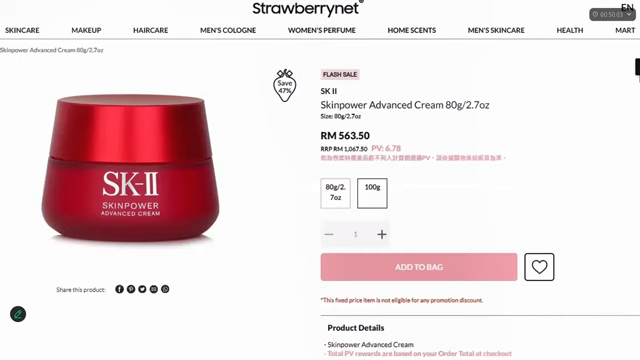 Strawberrynet
EN
00:50:03
SKINCARE MAKEUP HAIRCARE MEN'S COLOGNE WOMEN'S PERFUME HOME SCENTS MEN'S SKINCARE HEALTH MART
Skinpower Advanced Cream 80g/2.7oz
Save
47%
SK-II
SKINPOWER
ADVANCED CREAM
Share this product:
FLASH SALE
SK II
Skinpower Advanced Cream 80g/2.7oz
Size: 80g/2.7oz
RM 563.50
RRP RM 1,067.50 PV: 6.78
80g/2.
7oz
100g
1
ADD TO BAG
*This fixed price item is not eligible for any promotion discount.
Product Details
- Skinpower Advanced Cream
- Total PV rewards are based on your Order Total at checkout